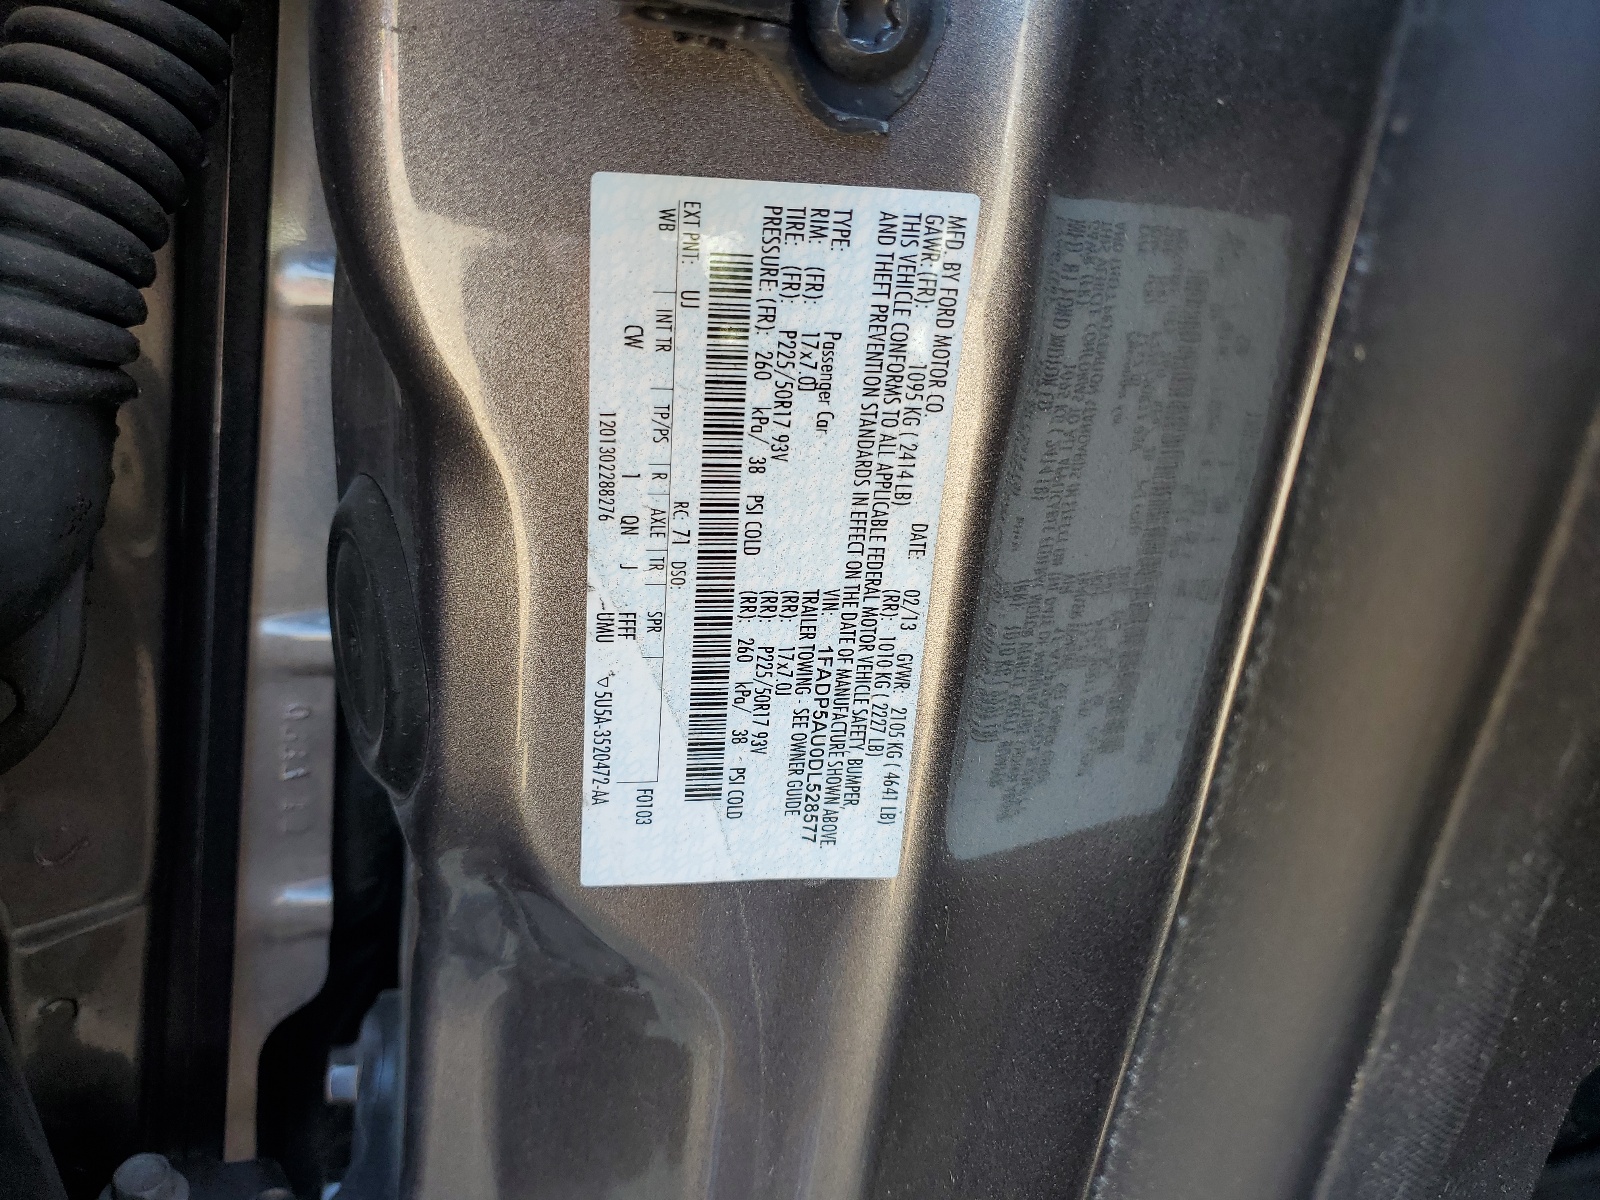 MFD. BY FORD MOTOR CO. DATE: 02/13 GVWR: 2105 KG ( 4641 LB)
GAWR:(FR): 1095 KG ( 2414 LB) (RR): 1010 KG ( 2227 LB)
THIS VEHICLE CONFORMS TO ALL APPLICABLE FEDERAL MOTOR VEHICLE SAFETY, BUMPER,
AND THEFT PREVENTION STANDARDS IN EFFECT ON THE DATE OF MANUFACTURE SHOWN ABOVE.
VIN: 1FADP5AU0DL528577
TYPE: Passenger Car TRAILER TOWING - SEE OWNER GUIDE
RIM: (FR): 17x7.0J (RR): 17x7.0J
TIRE: (FR): P225/50R17 93V (RR): P225/50R17 93V
PRESSURE: (FR): 260 kPa/ 38 PSI COLD (RR): 260 kPa/ 38 PSI COLD
EXT PNT: UJ RC: 71 DSO: F0103
WB INT TR TP/PS R AXLE TR SPR
CW 1 QN J FFFF
1201302288276 UMU 5U5A-3520472-AA